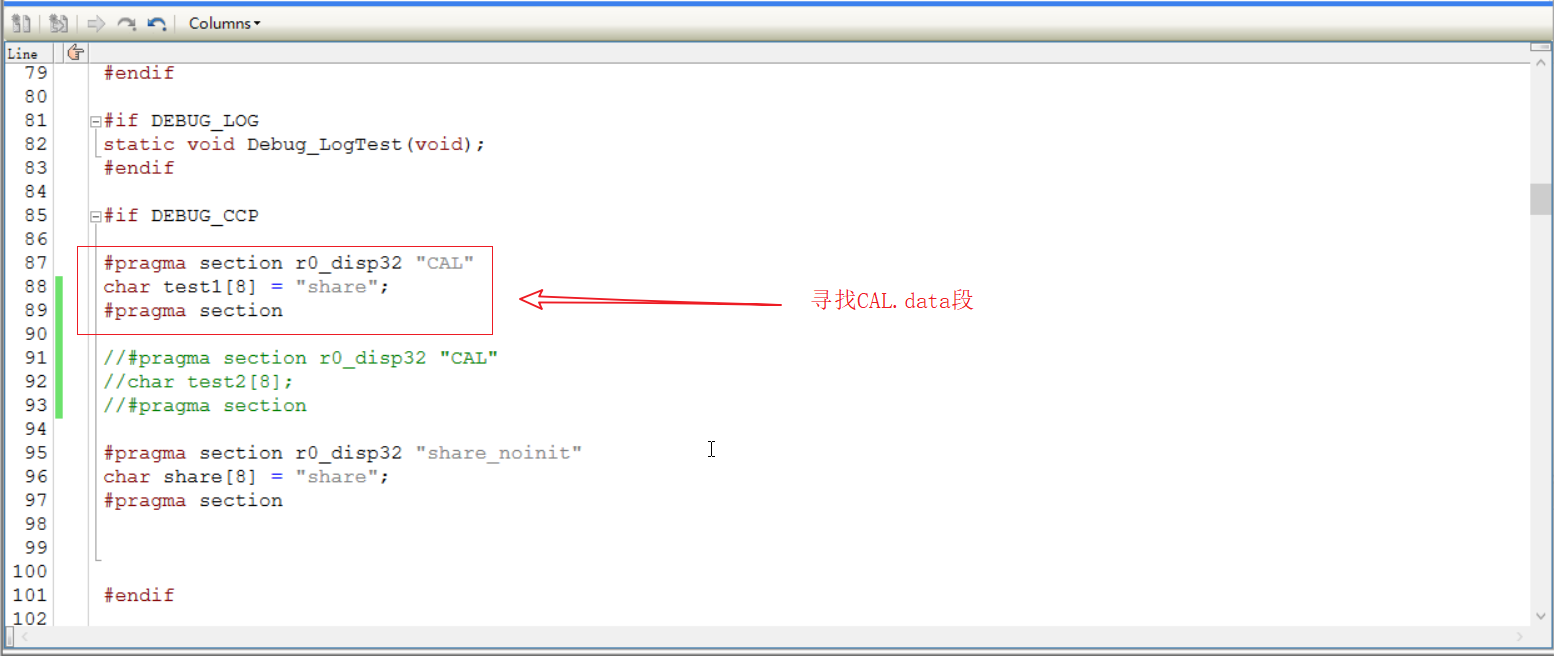 Columns
Line
79 #endif
80
81 #if DEBUG_LOG
82 static void Debug_LogTest(void);
83 #endif
84
85 #if DEBUG_CCP
86
87 #pragma section r0_disp32 "CAL"
88 char test1[8] = "share";
89 #pragma section
寻找CAL.data段
90
91 //#pragma section r0_disp32 "CAL"
92 //char test2[8];
93 //#pragma section
94
95 #pragma section r0_disp32 "share_noinit"
96 char share[8] = "share";
97 #pragma section
98
99
100
101 #endif
102